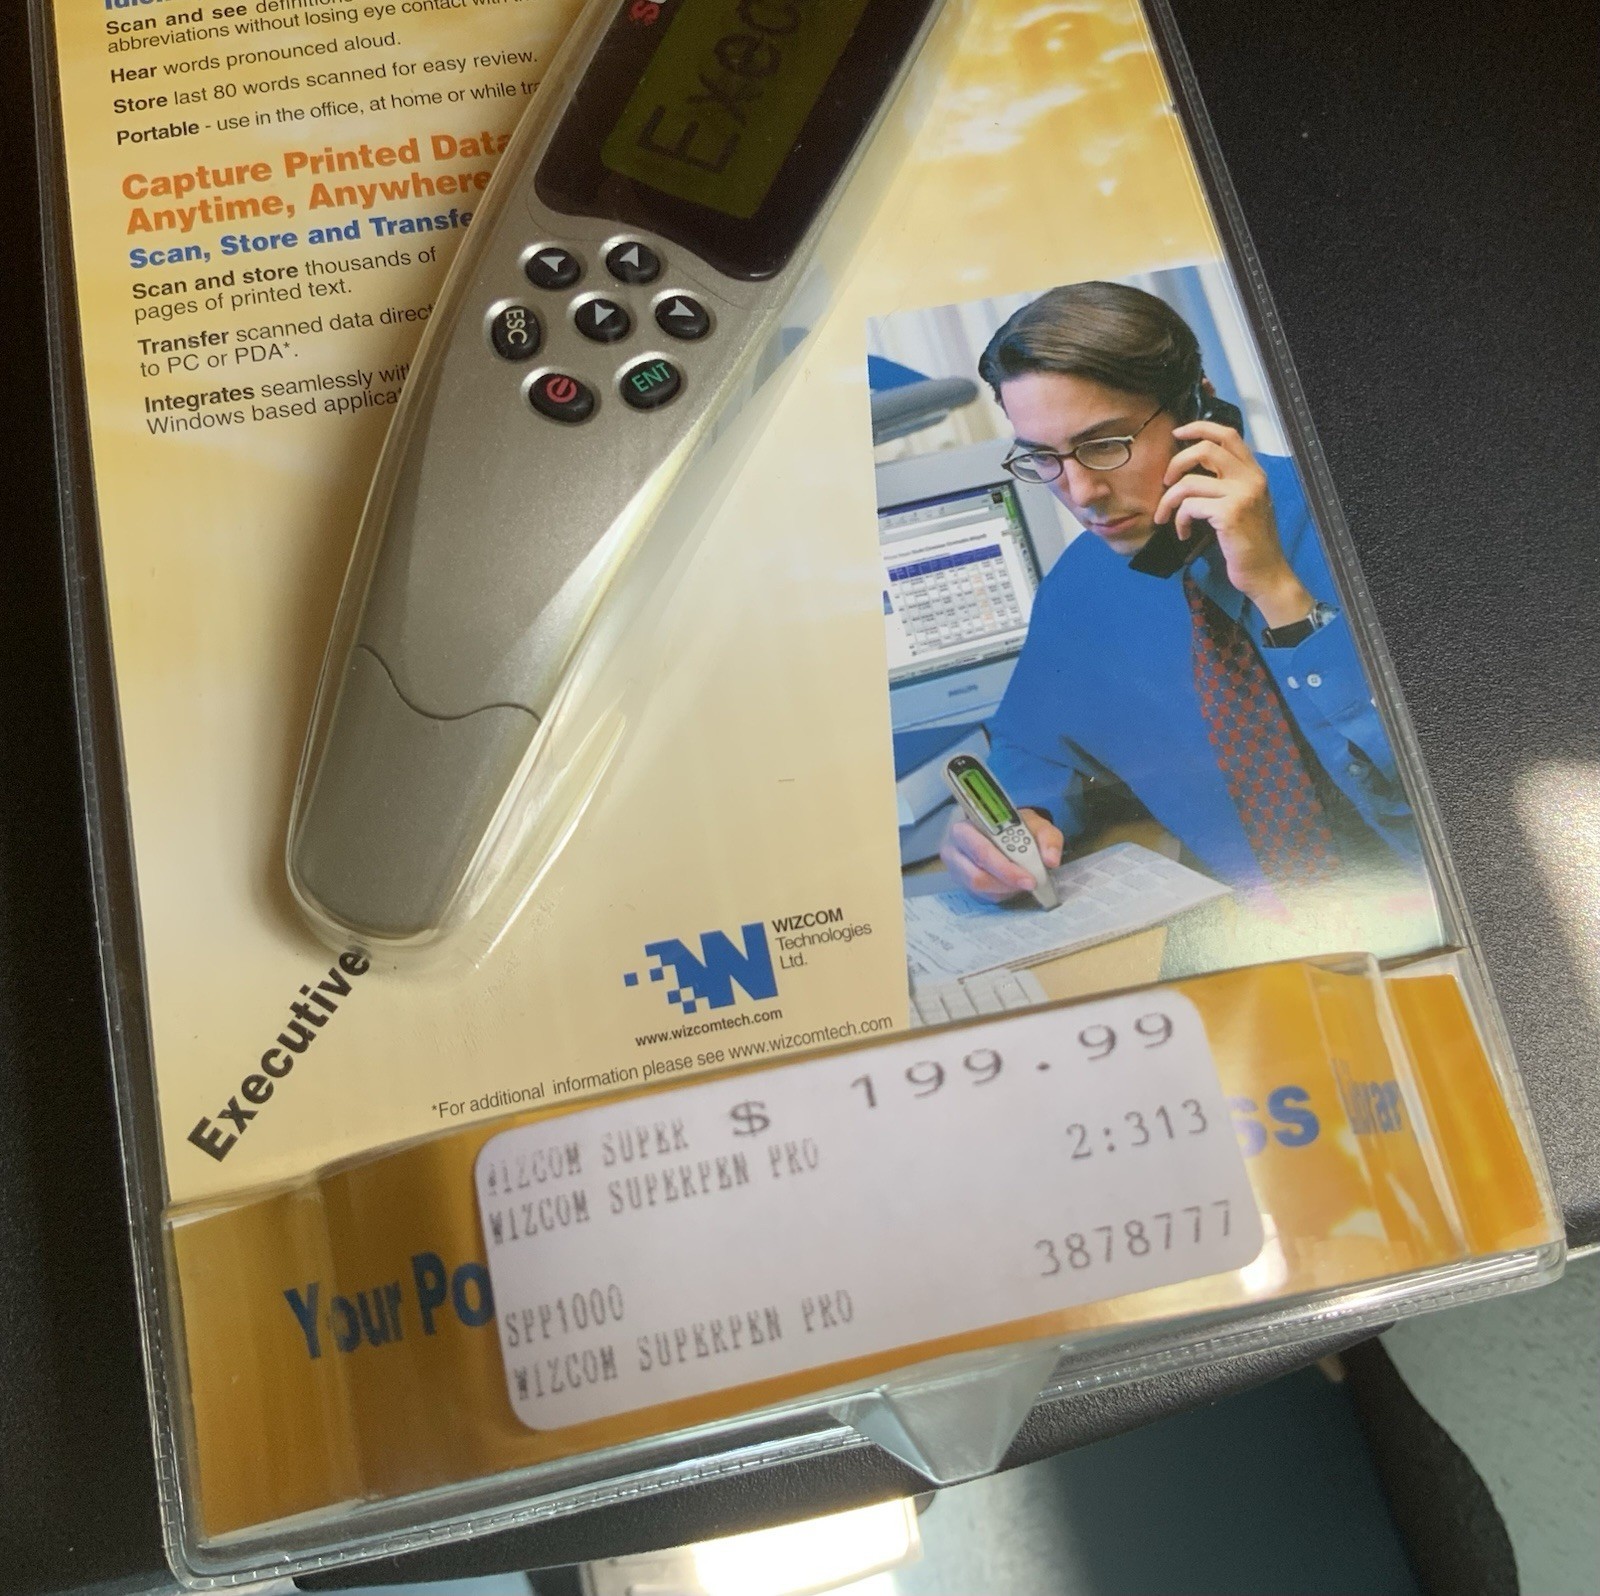 Scan and see
abbreviations without losing eye contact
Hear words pronounced aloud.
Store last 80 words scanned for easy review.
Portable - use in the office, at home or while
Capture Printed Data
Anytime, Anywhere
Scan, Store and Transfe
Scan and store thousands of
pages of printed text.
Transfer scanned data direct
to PC or PDA*.
Integrates seamlessly with
Windows based applica
Exec
ESC
ENT
Executive
WIZCOM
Technologies
Ltd.
www.wizcomtech.com
*For additional information please see www.wizcomtech.com
WIZCOM SUPER $ 199.99
WIZCOM SUPERPEN PRO 2:313
SPP1000 3878777
WIZCOM SUPERPEN PRO
Your Po
ss